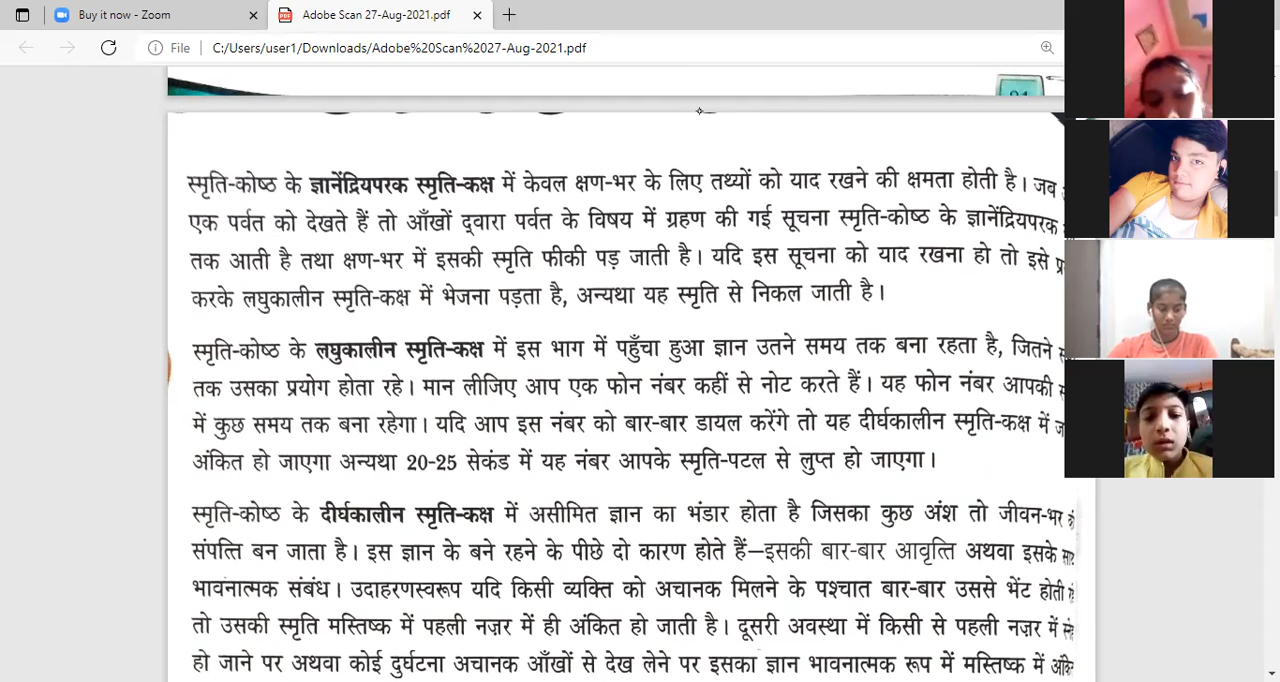 Buy it now - Zoom
Adobe Scan 27-Aug-2021.pdf
File C:/Users/user1/Downloads/Adobe%20Scan%2027-Aug-2021.pdf
स्मृति-कोष्ठ के ज्ञानेंद्रियपरक स्मृति-कक्ष में केवल क्षण-भर के लिए तथ्यों को याद रखने की क्षमता होती है। जब
एक पर्वत को देखते हैं तो आँखों द्वारा पर्वत के विषय में ग्रहण की गई सूचना स्मृति-कोष्ठ के ज्ञानेंद्रियपरक
तक आती है तथा क्षण-भर में इसकी स्मृति फीकी पड़ जाती है। यदि इस सूचना को याद रखना हो तो इसे
करके लघुकालीन स्मृति-कक्ष में भेजना पड़ता है, अन्यथा यह स्मृति से निकल जाती है।
स्मृति-कोष्ठ के लघुकालीन स्मृति-कक्ष में इस भाग में पहुँचा हुआ ज्ञान उतने समय तक बना रहता है, जितने
तक उसका प्रयोग होता रहे। मान लीजिए आप एक फोन नंबर कहीं से नोट करते हैं। यह फोन नंबर आपकी
में कुछ समय तक बना रहेगा। यदि आप इस नंबर को बार-बार डायल करेंगे तो यह दीर्घकालीन स्मृति-कक्ष में
अंकित हो जाएगा अन्यथा 20-25 सेकंड में यह नंबर आपके स्मृति-पटल से लुप्त हो जाएगा।
स्मृति-कोष्ठ के दीर्घकालीन स्मृति-कक्ष में असीमित ज्ञान का भंडार होता है जिसका कुछ अंश तो जीवन-भर
संपत्ति बन जाता है। इस ज्ञान के बने रहने के पीछे दो कारण होते हैं—इसकी बार-बार आवृत्ति अथवा इसके
भावनात्मक संबंध। उदाहरणस्वरूप यदि किसी व्यक्ति को अचानक मिलने के पश्चात बार-बार उससे भेंट होती
तो उसकी स्मृति मस्तिष्क में पहली नज़र में ही अंकित हो जाती है। दूसरी अवस्था में किसी से पहली नज़र में
हो जाने पर अथवा कोई दुर्घटना अचानक आँखों से देख लेने पर इसका ज्ञान भावनात्मक रूप में मस्तिष्क में